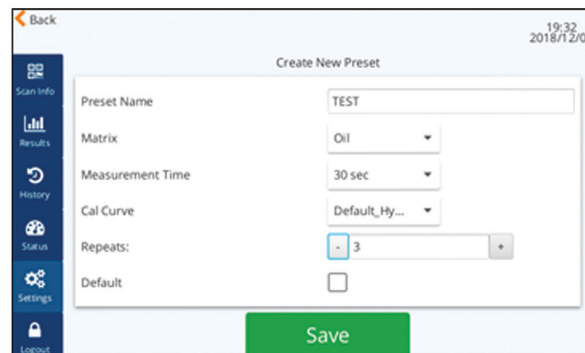 Back
19:32
2018/12/0
Create New Preset
Scan Info
Results
History
Status
Settings
Logout
Preset Name TEST
Matrix Oil
Measurement Time 30 sec
Cal Curve Default_Hy...
Repeats: - 3 +
Default
Save